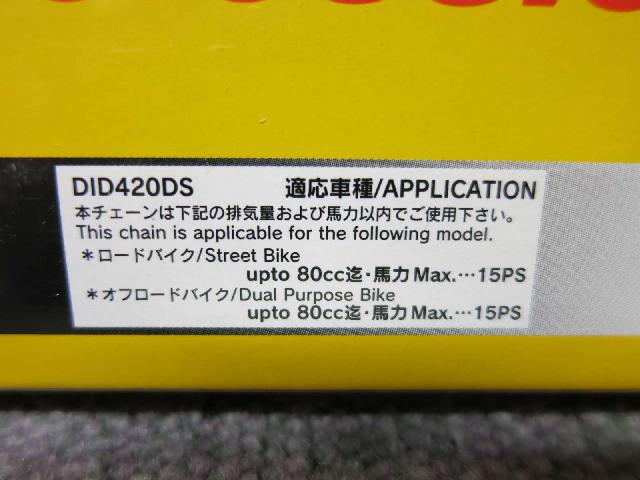 DID420DS 適応車種/APPLICATION
本チェーンは下記の排気量および馬力以内でご使用下さい。
This chain is applicable for the following model.
*ロードバイク/Street Bike
upto 80cc迄・馬力Max.…15PS
*オフロードバイク/Dual Purpose Bike
upto 80cc迄・馬力Max.…15PS